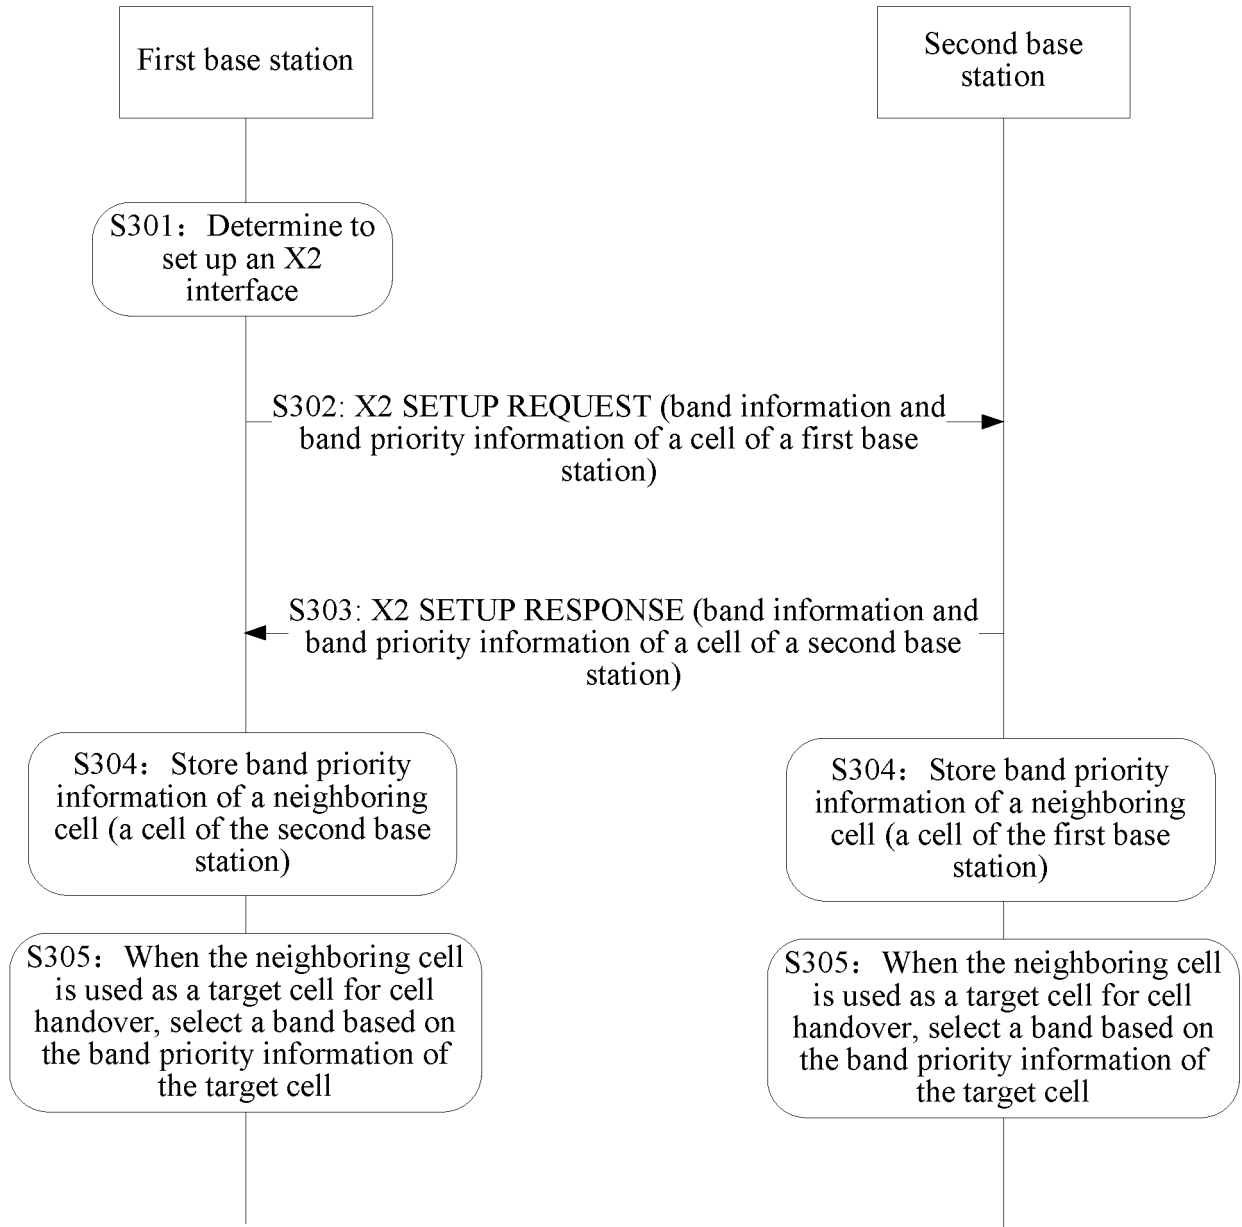 First base station
Second base
station
S301：Determine to
set up an X2
interface
S302: X2 SETUP REQUEST (band information and
band priority information of a cell of a first base
station)
S303: X2 SETUP RESPONSE (band information and
band priority information of a cell of a second base
station)
S304：Store band priority
information of a neighboring
cell (a cell of the second base
station)
S304：Store band priority
information of a neighboring
cell (a cell of the first base
station)
S305：When the neighboring cell
is used as a target cell for cell
handover, select a band based on
the band priority information of
the target cell
S305：When the neighboring cell
is used as a target cell for cell
handover, select a band based on
the band priority information of
the target cell